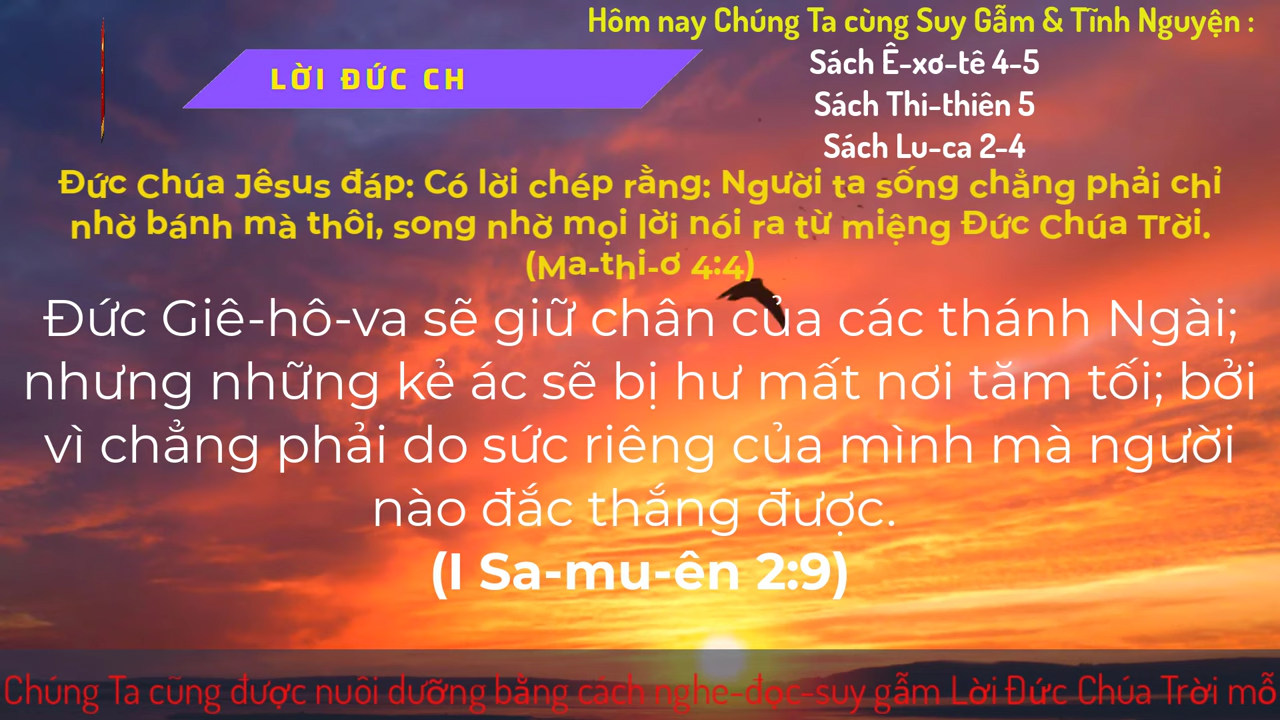 Hôm nay Chúng Ta cùng Suy Gẫm & Tĩnh Nguyện :
LỜI ĐỨC CH
Sách Ê-xơ-tê 4-5
Sách Thi-thiên 5
Sách Lu-ca 2-4
Đức Chúa Jêsus đáp: Có lời chép rằng: Người ta sống chẳng phải chỉ
nhờ bánh mà thôi, song nhờ mọi lời nói ra từ miệng Đức Chúa Trời.
(Ma-thi-ơ 4:4)
Đức Giê-hô-va sẽ giữ chân của các thánh Ngài;
nhưng những kẻ ác sẽ bị hư mất nơi tăm tối; bởi
vì chẳng phải do sức riêng của mình mà người
nào đắc thắng được.
(I Sa-mu-ên 2:9)
Chúng Ta cũng được nuôi dưỡng bằng cách nghe-đọc-suy gẫm Lời Đức Chúa Trời mỗ